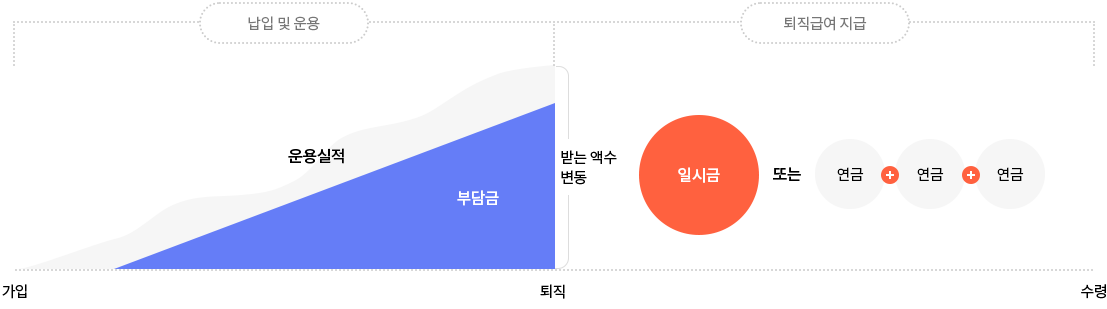 납입 및 운용
퇴직급여 지급
운용실적
부담금
받는 액수
변동
일시금
또는
연금
+
연금
+
연금
가입
퇴직
수령